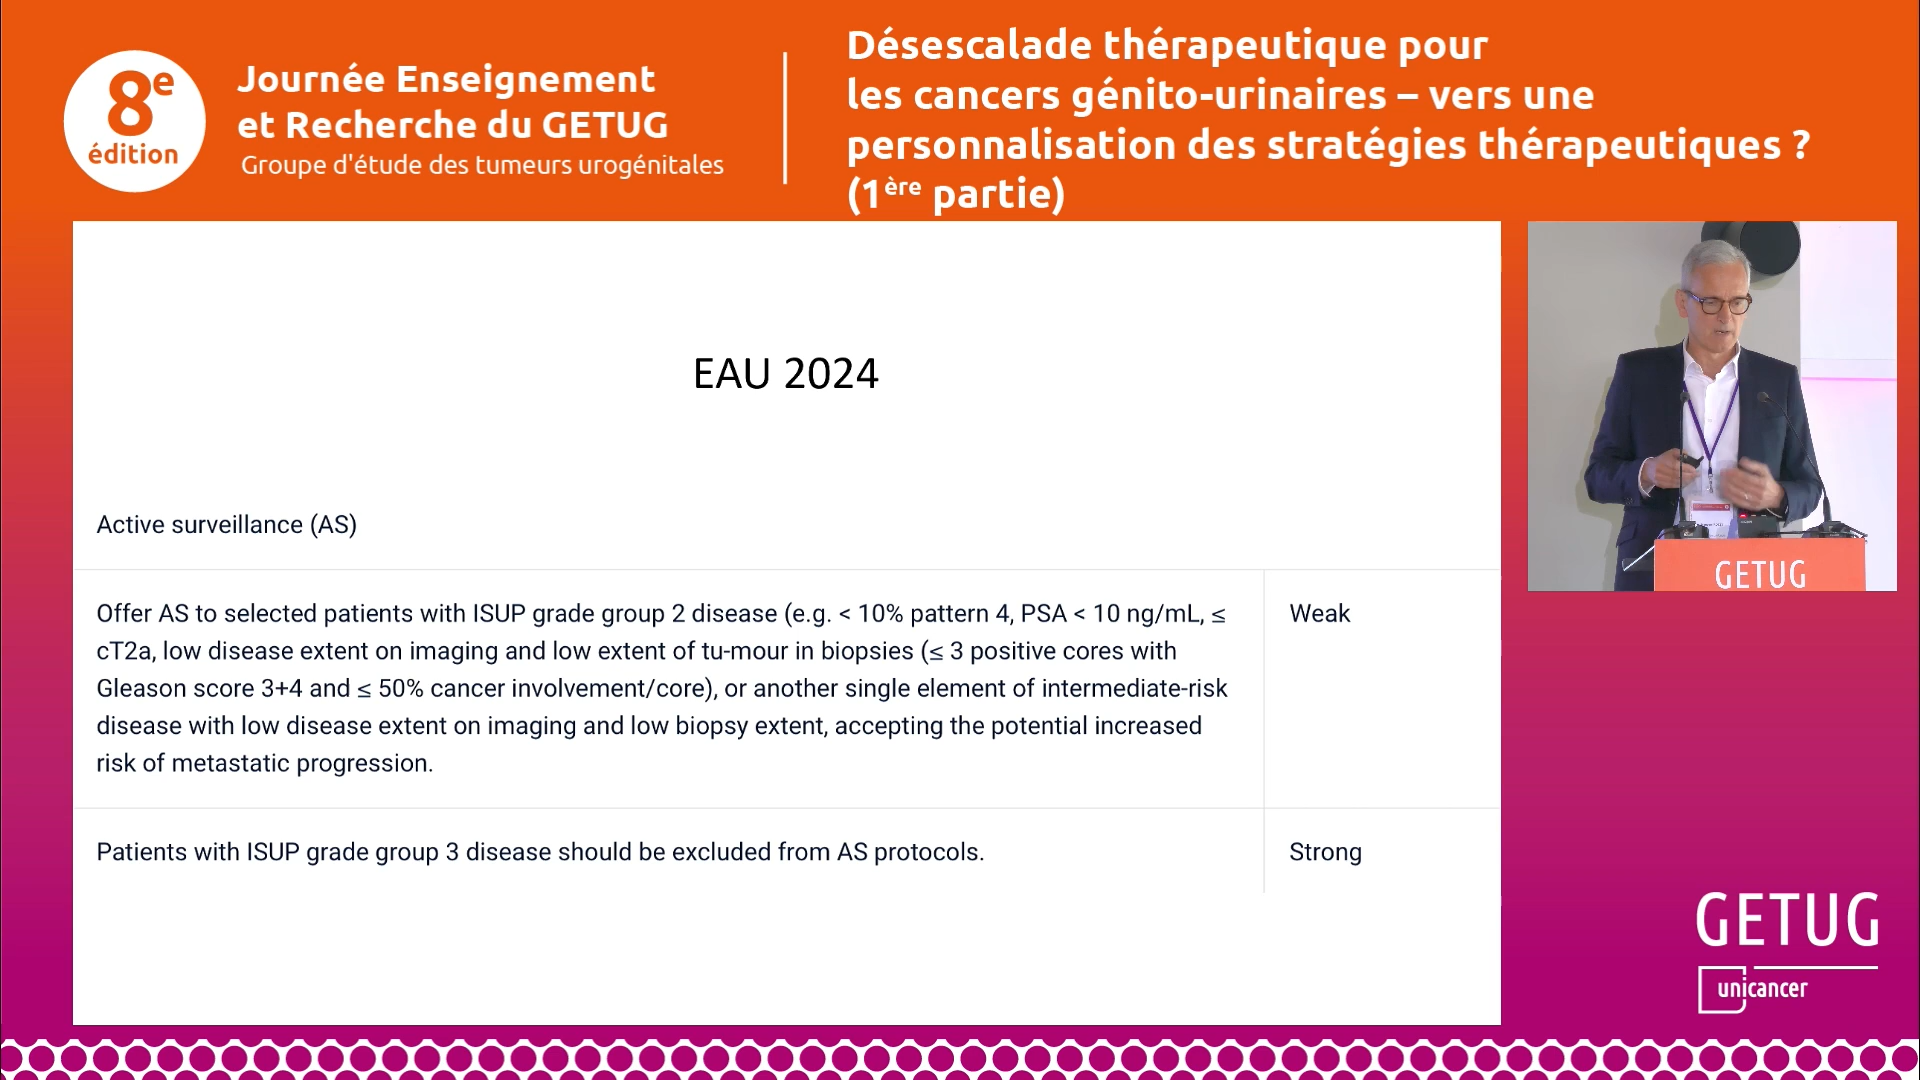 8e
édition
Journée Enseignement
et Recherche du GETUG
Groupe d'étude des tumeurs urogénitales
Désescalade thérapeutique pour
les cancers génito-urinaires – vers une
personnalisation des stratégies thérapeutiques ?
(1ère partie)
EAU 2024
Active surveillance (AS)
Offer AS to selected patients with ISUP grade group 2 disease (e.g. < 10% pattern 4, PSA < 10 ng/mL, ≤
cT2a, low disease extent on imaging and low extent of tu-mour in biopsies (≤ 3 positive cores with
Gleason score 3+4 and ≤ 50% cancer involvement/core), or another single element of intermediate-risk
disease with low disease extent on imaging and low biopsy extent, accepting the potential increased
risk of metastatic progression.
Weak
Patients with ISUP grade group 3 disease should be excluded from AS protocols.
Strong
GETUG
GETUG
unicancer